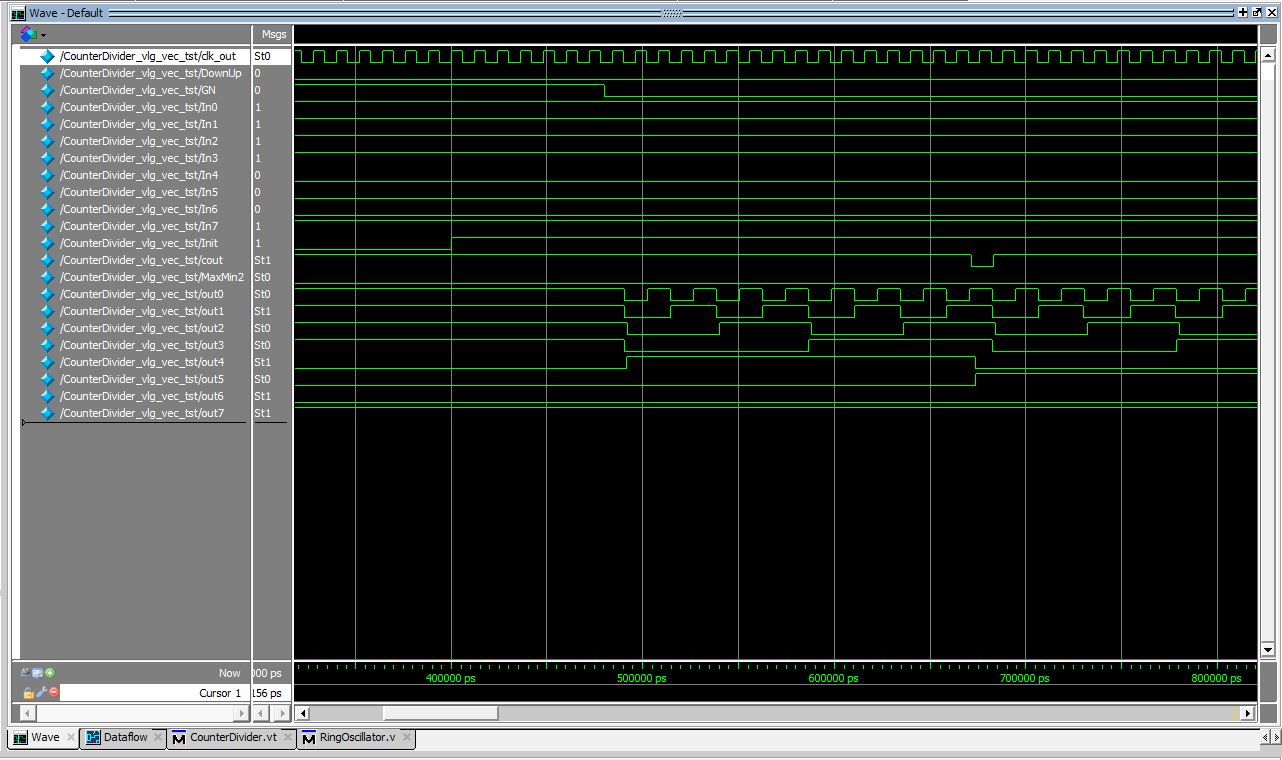 Wave - Default
Msgs
/CounterDivider_vlg_vec_tst/clk_out St0
/CounterDivider_vlg_vec_tst/DownUp 0
/CounterDivider_vlg_vec_tst/GN 0
/CounterDivider_vlg_vec_tst/In0 1
/CounterDivider_vlg_vec_tst/In1 1
/CounterDivider_vlg_vec_tst/In2 1
/CounterDivider_vlg_vec_tst/In3 1
/CounterDivider_vlg_vec_tst/In4 0
/CounterDivider_vlg_vec_tst/In5 0
/CounterDivider_vlg_vec_tst/In6 0
/CounterDivider_vlg_vec_tst/In7 1
/CounterDivider_vlg_vec_tst/Init 1
/CounterDivider_vlg_vec_tst/cout St1
/CounterDivider_vlg_vec_tst/MaxMin2 St0
/CounterDivider_vlg_vec_tst/out0 St0
/CounterDivider_vlg_vec_tst/out1 St1
/CounterDivider_vlg_vec_tst/out2 St0
/CounterDivider_vlg_vec_tst/out3 St0
/CounterDivider_vlg_vec_tst/out4 St1
/CounterDivider_vlg_vec_tst/out5 St0
/CounterDivider_vlg_vec_tst/out6 St1
/CounterDivider_vlg_vec_tst/out7 St1
Now 000 ps 400000 ps 500000 ps 600000 ps 700000 ps 800000 ps
Cursor 1 156 ps
Wave Dataflow CounterDivider.vt RingOscillator.v